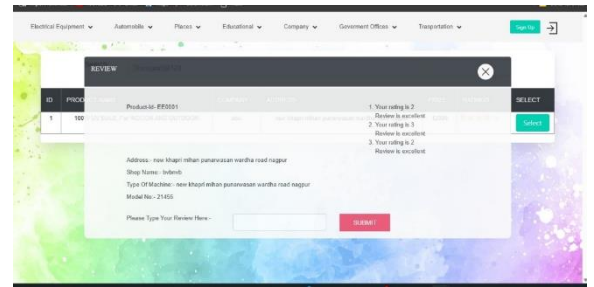 Electrical Equipment Automobile Places Educational Company Goverment Offices Transportation Sign Up
REVIEW
ID PRODU SELECT
Product-Id- EE0001
1. Your rating is 2
Review is excellent
1 100 Select
2. Your rating is 3
Review is excellent
3. Your rating is 2
Review is excellent
Address:- new khapri mihan punarvasan wardha road nagpur
Shop Name:- bvbnvb
Type Of Machine:- new khapri mihan punarvasan wardha road nagpur
Model No:- 21455
Please Type Your Review Here:- SUBMIT